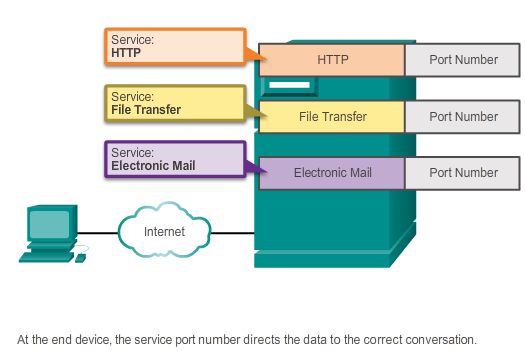 Service:
HTTP
HTTP
Port Number
Service:
File Transfer
File Transfer
Port Number
Service:
Electronic Mail
Electronic Mail
Port Number
Internet
At the end device, the service port number directs the data to the correct conversation.